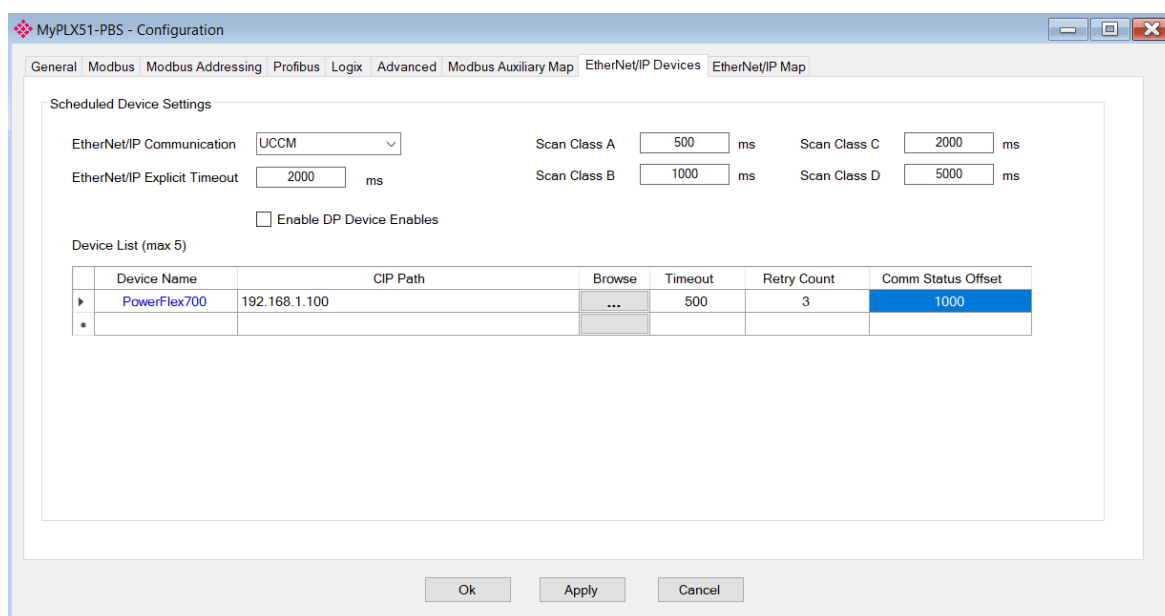 MyPLX51-PBS - Configuration
General Modbus Modbus Addressing Profibus Logix Advanced Modbus Auxiliary Map EtherNet/IP Devices EtherNet/IP Map
Scheduled Device Settings
EtherNet/IP Communication UCCM Scan Class A 500 ms Scan Class C 2000 ms
EtherNet/IP Explicit Timeout 2000 ms Scan Class B 1000 ms Scan Class D 5000 ms
Enable DP Device Enables
Device List (max 5)
Device Name CIP Path Browse Timeout Retry Count Comm Status Offset
PowerFlex700 192.168.1.100 ... 500 3 1000
Ok Apply Cancel